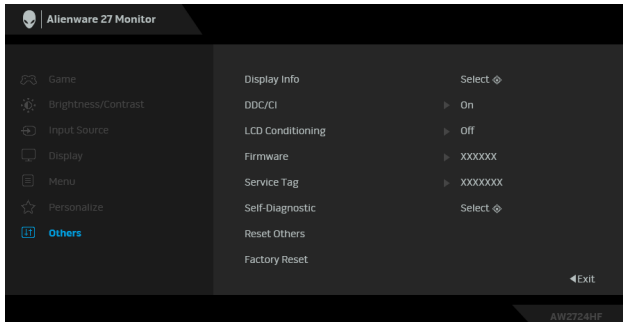 Alienware 27 Monitor
Game
Brightness/Contrast
Input Source
Display
Menu
Personalize
Others
Display Info Select
DDC/CI On
LCD Conditioning Off
Firmware XXXXXX
Service Tag XXXXXXX
Self-Diagnostic Select
Reset Others
Factory Reset
Exit
AW2724HF